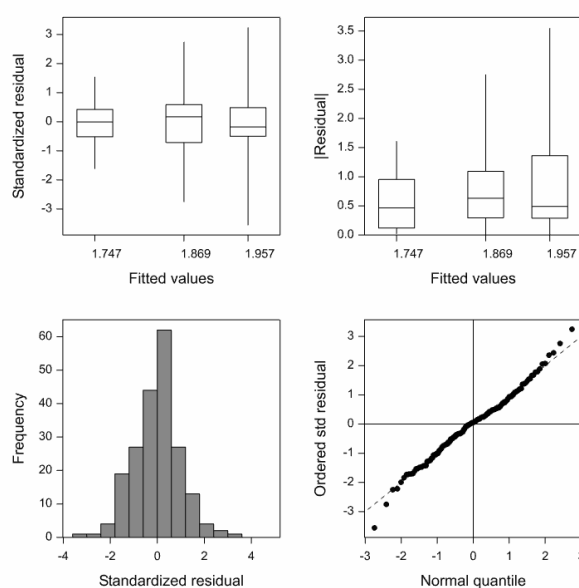 Standardized residual
3
2
1
0
-1
-2
-3
1.747 1.869 1.957
Fitted values
|Residual|
3.5
3.0
2.5
2.0
1.5
1.0
0.5
0.0
1.747 1.869 1.957
Fitted values
Frequency
60
50
40
30
20
10
0
-4 -2 0 2 4
Standardized residual
Ordered std residual
3
2
1
0
-1
-2
-3
-3 -2 -1 0 1 2 3
Normal quantile